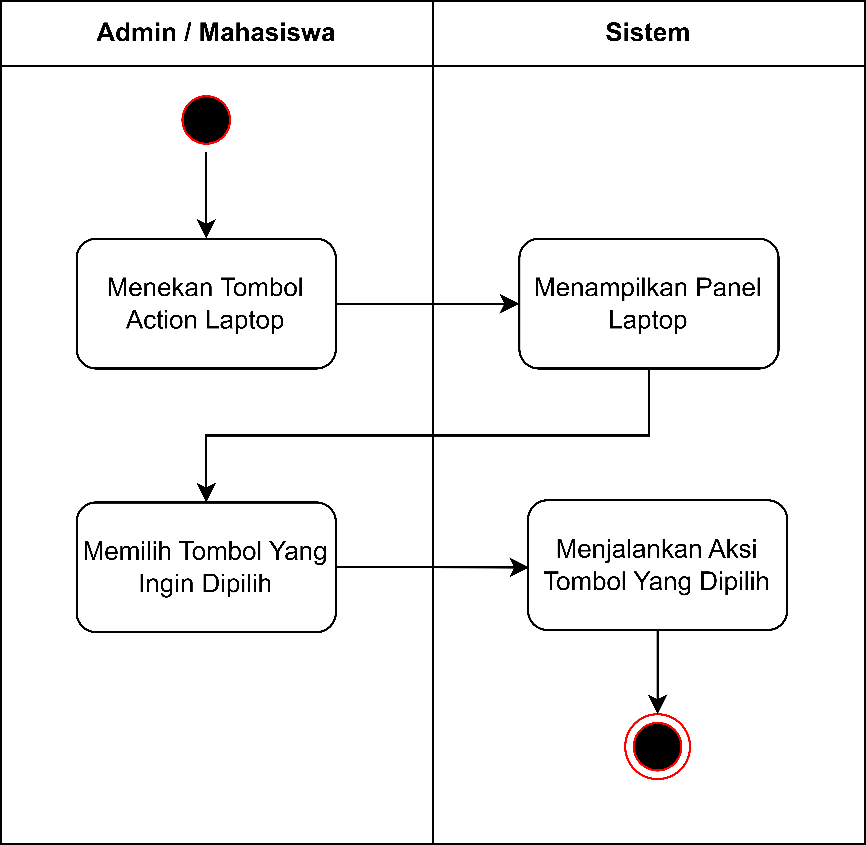 Admin / Mahasiswa
Sistem
Menekan Tombol
Action Laptop
Menampilkan Panel
Laptop
Memilih Tombol Yang
Ingin Dipilih
Menjalankan Aksi
Tombol Yang Dipilih